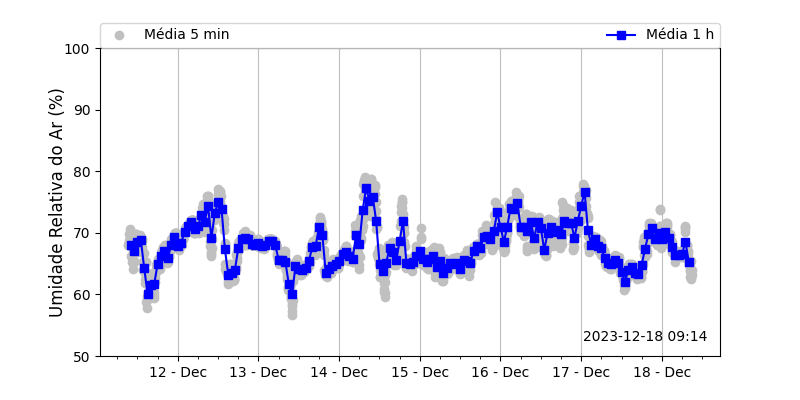 Média 5 min
Média 1 h
Umidade Relativa do Ar (%)
100
90
80
70
60
50
2023-12-18 09:14
12 - Dec
13 - Dec
14 - Dec
15 - Dec
16 - Dec
17 - Dec
18 - Dec